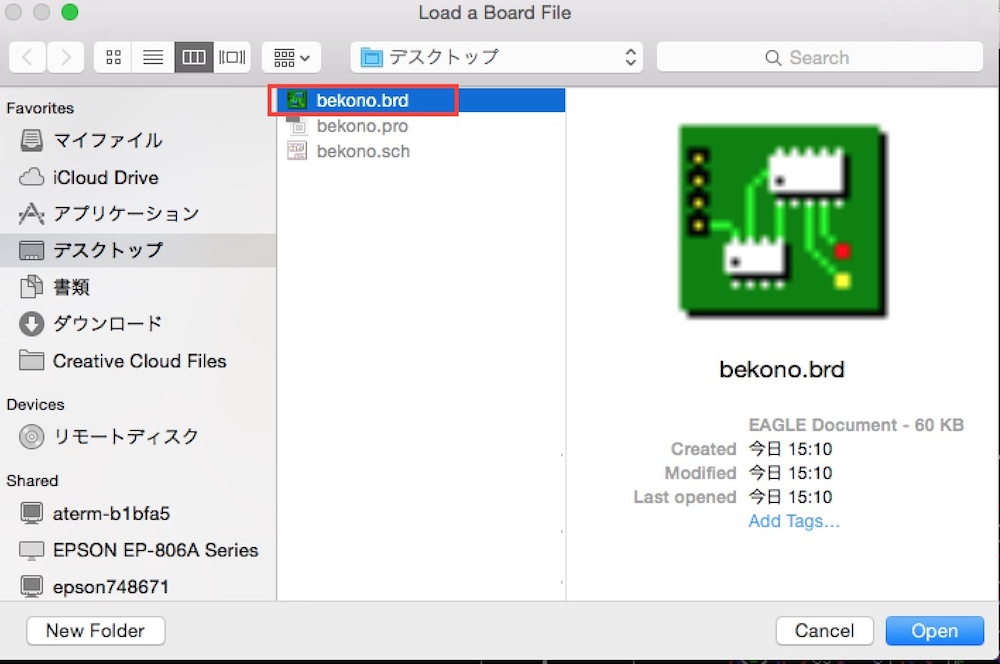 Load a Board File
デスクトップ
Search
Favorites
マイファイル
iCloud Drive
アプリケーション
デスクトップ
書類
ダウンロード
Creative Cloud Files
Devices
リモートディスク
Shared
aterm-b1bfa5
EPSON EP-806A Series
epson748671
bekono.brd
bekono.pro
bekono.sch
bekono.brd
EAGLE Document - 60 KB
Created 今日 15:10
Modified 今日 15:10
Last opened 今日 15:10
Add Tags…
New Folder
Cancel
Open